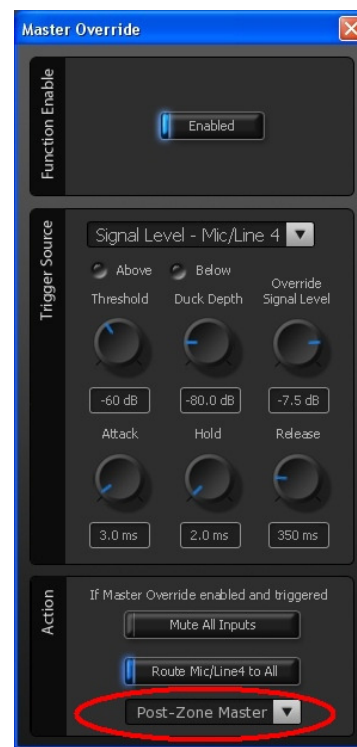 Master Override
Function Enable
Enabled
Trigger Source
Signal Level - Mic/Line 4
Above Below
Threshold Duck Depth Override Signal Level
-60 dB -80.0 dB -7.5 dB
Attack Hold Release
3.0 ms 2.0 ms 350 ms
Action
If Master Override enabled and triggered
Mute All Inputs
Route Mic/Line4 to All
Post-Zone Master